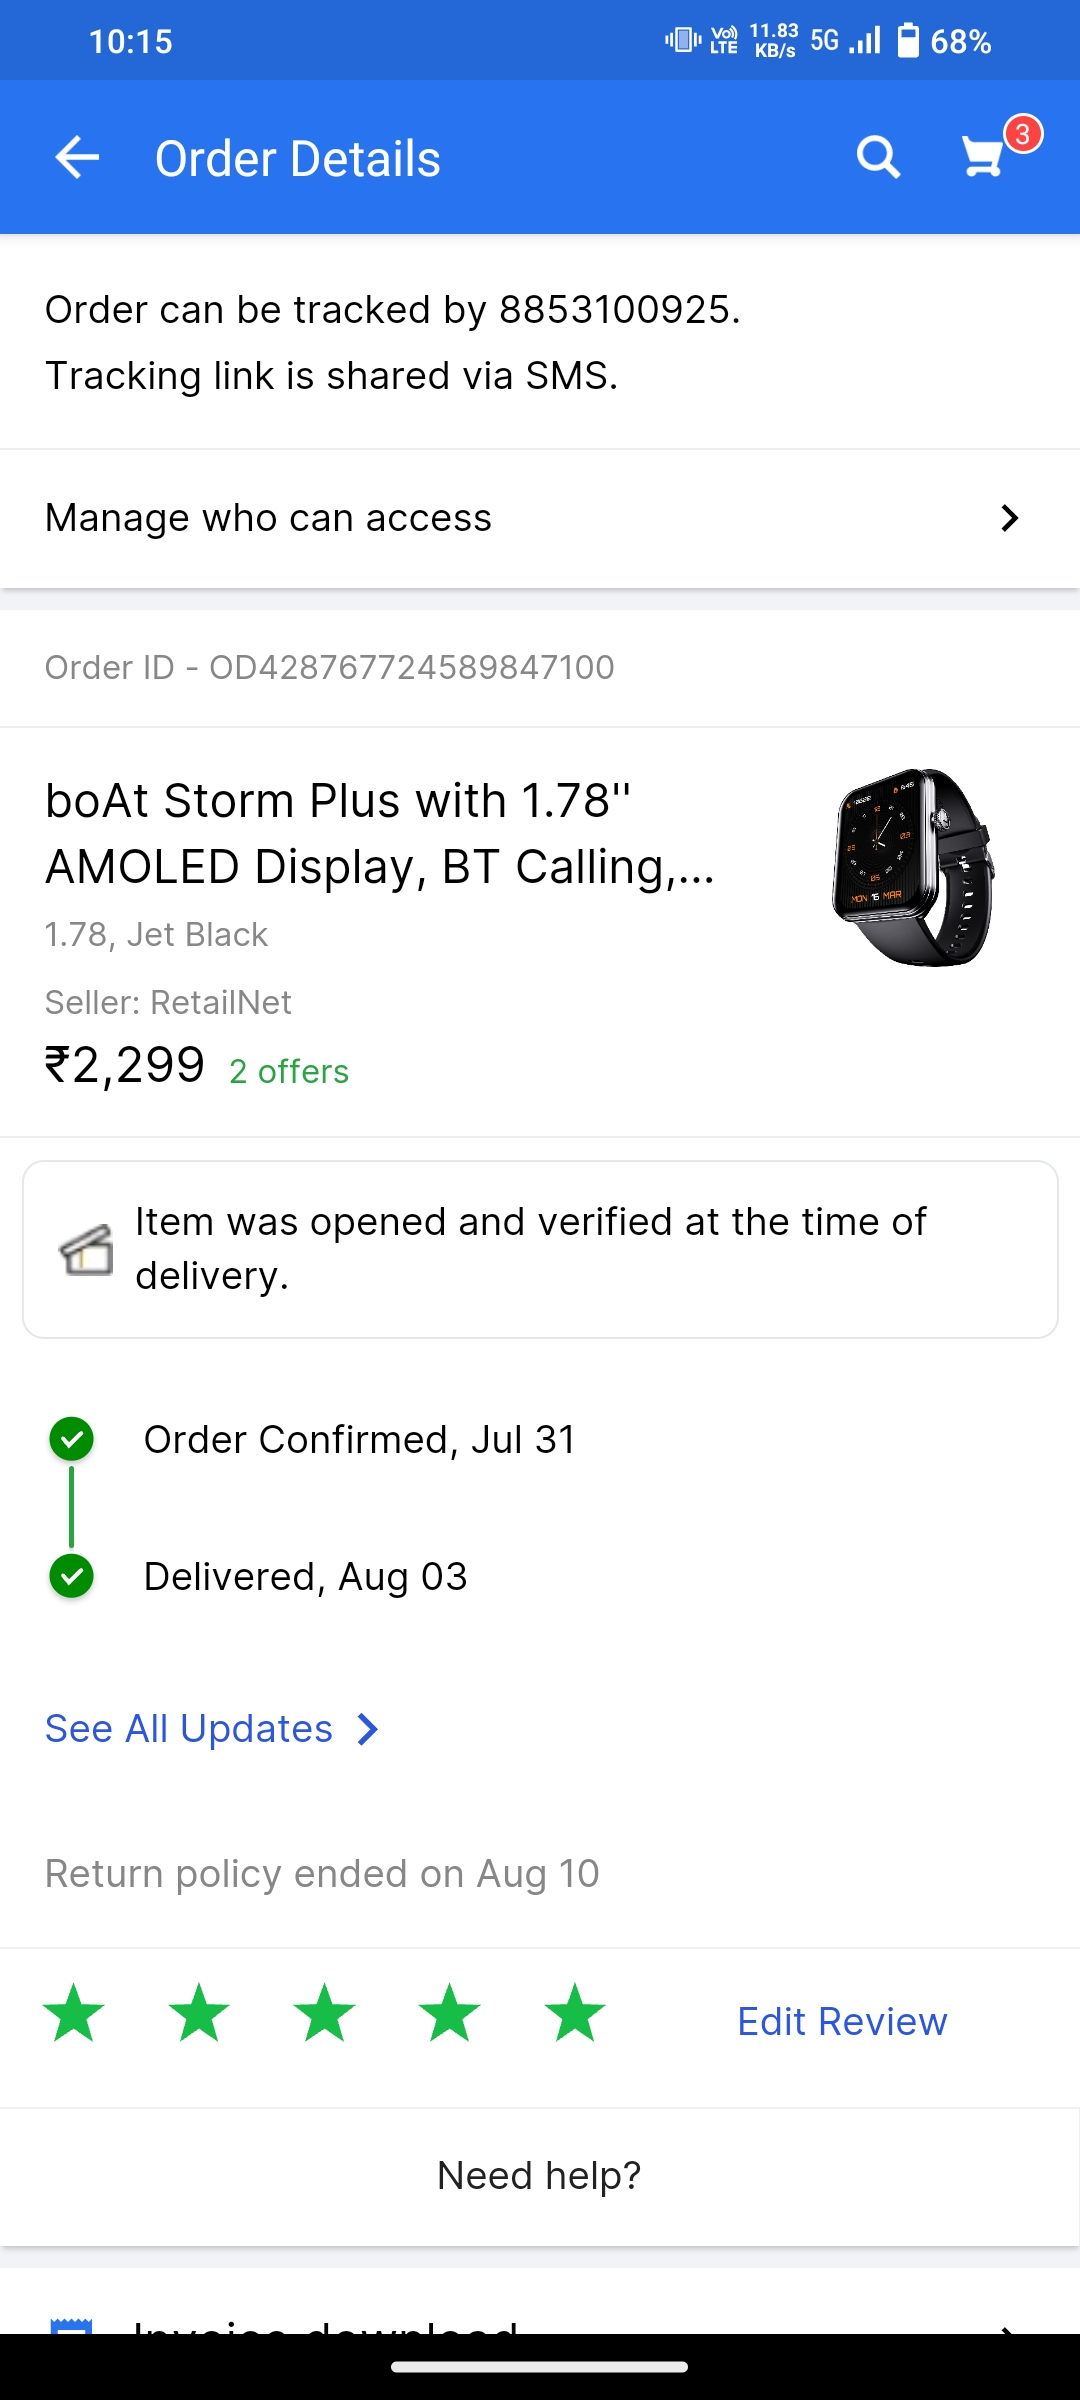 10:15
Vo) LTE 11.83 KB/s 5G 68%
Order Details
3
Order can be tracked by 8853100925.
Tracking link is shared via SMS.
Manage who can access
Order ID - OD428767724589847100
boAt Storm Plus with 1.78"
AMOLED Display, BT Calling,...
1.78, Jet Black
Seller: RetailNet
₹2,299 2 offers
Item was opened and verified at the time of
delivery.
Order Confirmed, Jul 31
Delivered, Aug 03
See All Updates
Return policy ended on Aug 10
Edit Review
Need help?
Invoice download